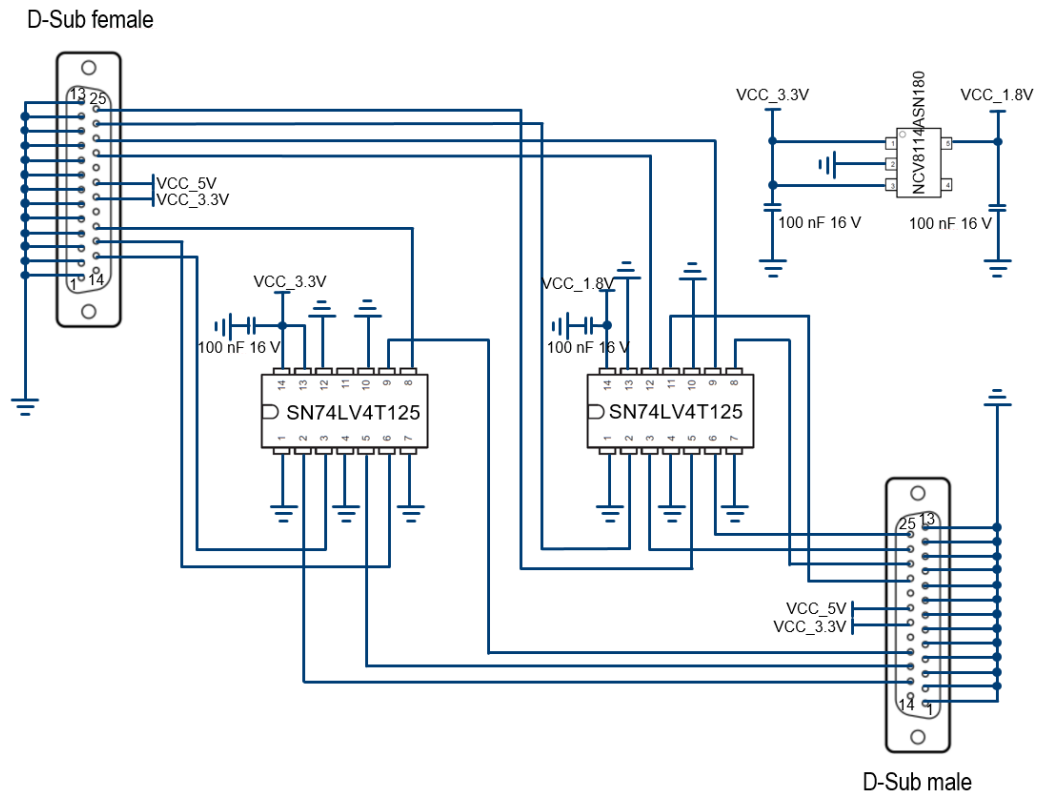 D-Sub female
13 25
VCC_5V
VCC_3.3V
1 14
VCC_3.3V
NCV8114ASN180
VCC_1.8V
1
5
2
3
4
100 nF 16 V
100 nF 16 V
VCC_3.3V
100 nF 16 V
14 13 12 11 10 9 8
SN74LV4T125
1 2 3 4 5 6 7
VCC_1.8V
100 nF 16 V
14 13 12 11 10 9 8
SN74LV4T125
1 2 3 4 5 6 7
25 13
VCC_5V
VCC_3.3V
14 1
D-Sub male